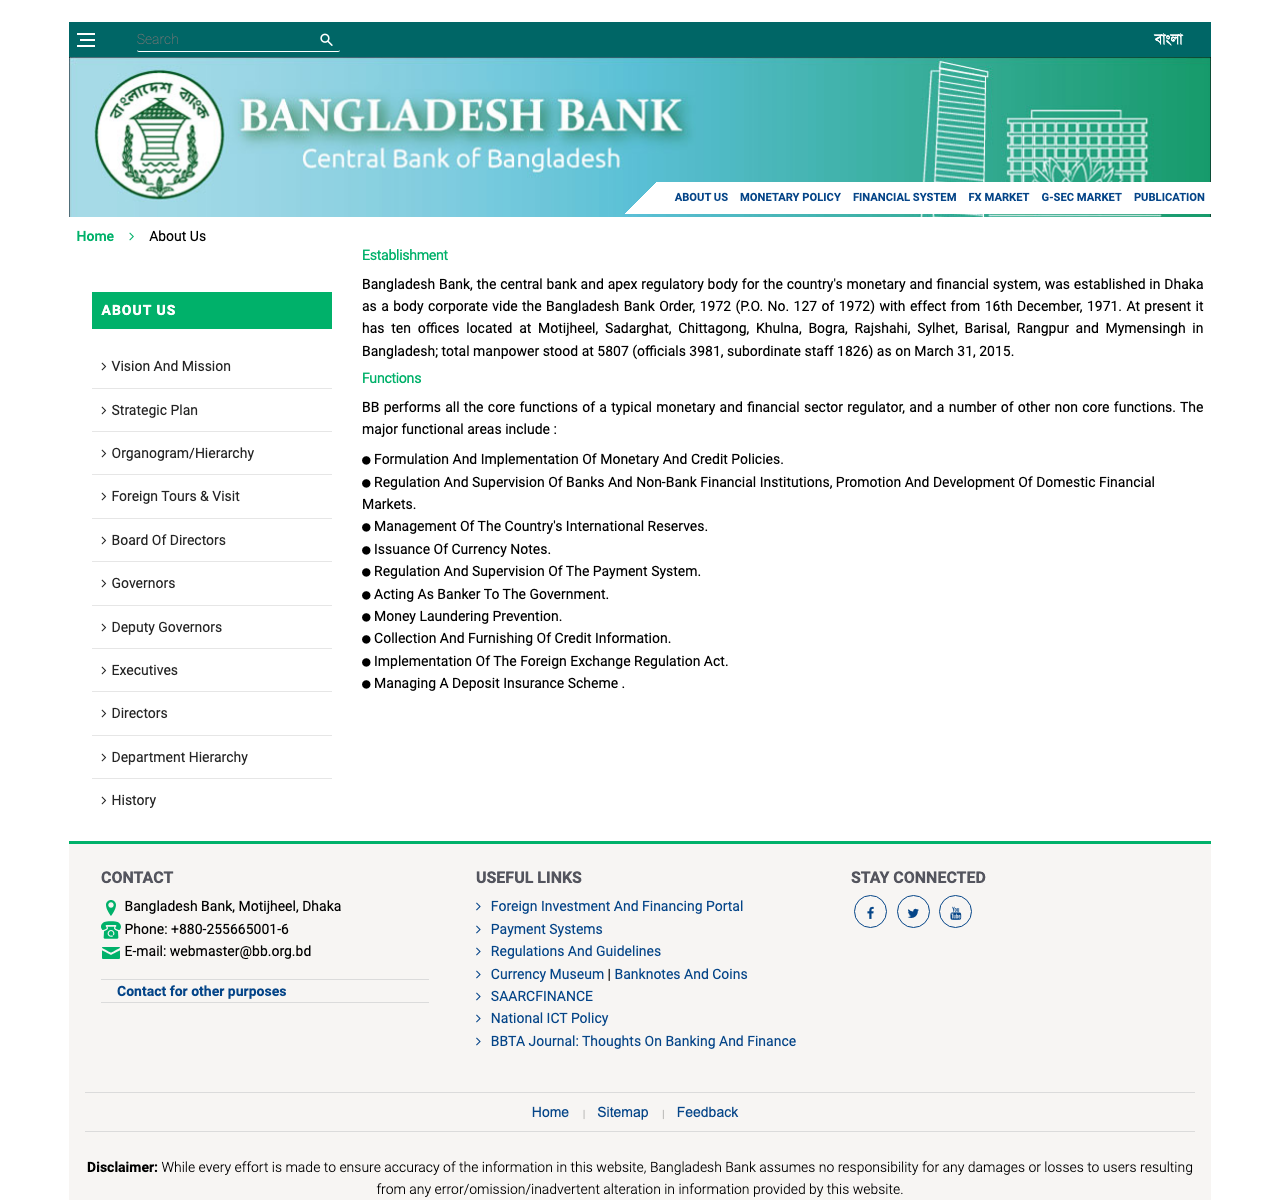 Search
বাংলা
বাংলাদেশ ব্যাংক
BANGLADESH BANK
Central Bank of Bangladesh
ABOUT US MONETARY POLICY FINANCIAL SYSTEM FX MARKET G-SEC MARKET PUBLICATION
Home > About Us
ABOUT US
Vision And Mission
Strategic Plan
Organogram/Hierarchy
Foreign Tours & Visit
Board Of Directors
Governors
Deputy Governors
Executives
Directors
Department Hierarchy
History
Establishment
Bangladesh Bank, the central bank and apex regulatory body for the country's monetary and financial system, was established in Dhaka
as a body corporate vide the Bangladesh Bank Order, 1972 (P.O. No. 127 of 1972) with effect from 16th December, 1971. At present it
has ten offices located at Motijheel, Sadarghat, Chittagong, Khulna, Bogra, Rajshahi, Sylhet, Barisal, Rangpur and Mymensingh in
Bangladesh; total manpower stood at 5807 (officials 3981, subordinate staff 1826) as on March 31, 2015.
Functions
BB performs all the core functions of a typical monetary and financial sector regulator, and a number of other non core functions. The
major functional areas include :
● Formulation And Implementation Of Monetary And Credit Policies.
● Regulation And Supervision Of Banks And Non-Bank Financial Institutions, Promotion And Development Of Domestic Financial
Markets.
● Management Of The Country's International Reserves.
● Issuance Of Currency Notes.
● Regulation And Supervision Of The Payment System.
● Acting As Banker To The Government.
● Money Laundering Prevention.
● Collection And Furnishing Of Credit Information.
● Implementation Of The Foreign Exchange Regulation Act.
● Managing A Deposit Insurance Scheme .
CONTACT
Bangladesh Bank, Motijheel, Dhaka
Phone: +880-255665001-6
E-mail: webmaster@bb.org.bd
Contact for other purposes
USEFUL LINKS
Foreign Investment And Financing Portal
Payment Systems
Regulations And Guidelines
Currency Museum | Banknotes And Coins
SAARCFINANCE
National ICT Policy
BBTA Journal: Thoughts On Banking And Finance
STAY CONNECTED
Home | Sitemap | Feedback
Disclaimer: While every effort is made to ensure accuracy of the information in this website, Bangladesh Bank assumes no responsibility for any damages or losses to users resulting
from any error/omission/inadvertent alteration in information provided by this website.